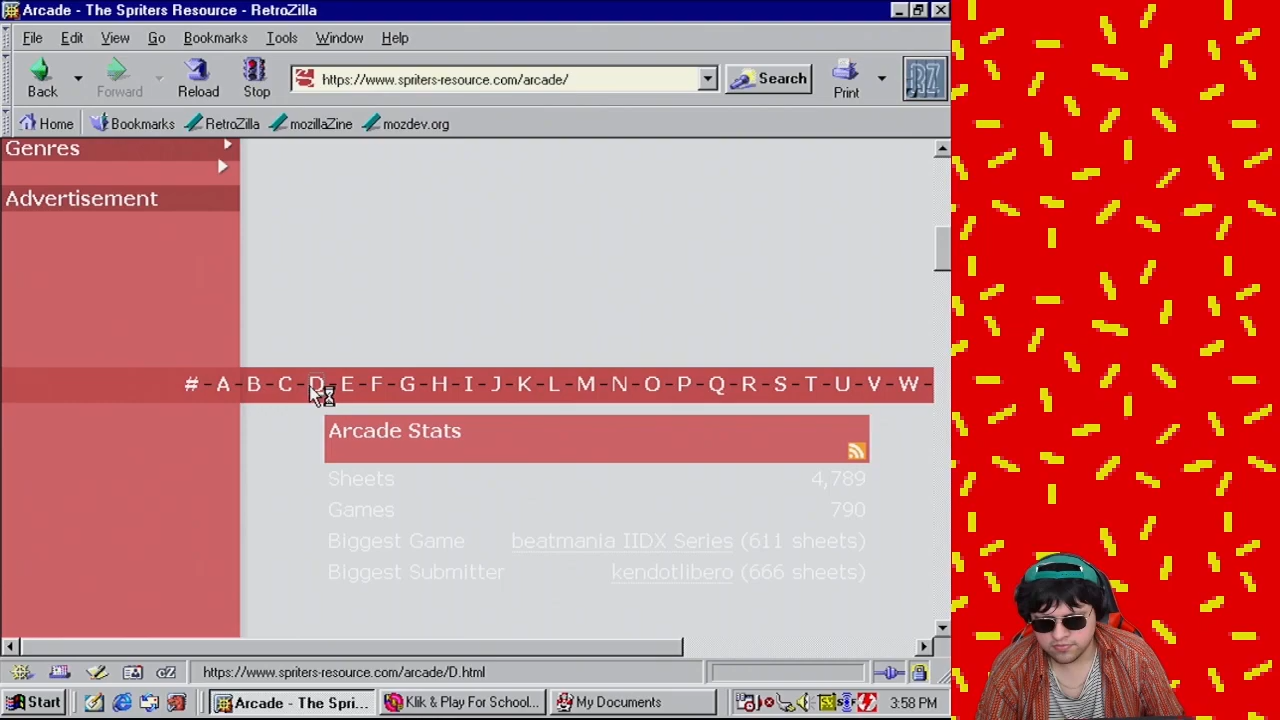 Arcade - The Spriters Resource - RetroZilla
File Edit View Go Bookmarks Tools Window Help
Back Forward Reload Stop https://www.spriters-resource.com/arcade/ Search Print RZ
Home Bookmarks RetroZilla mozillaZine mozdev.org
Genres
Advertisement
# - A - B - C - D - E - F - G - H - I - J - K - L - M - N - O - P - Q - R - S - T - U - V - W -
Arcade Stats
Sheets 4,789
Games 790
Biggest Game beatmania IIDX Series (611 sheets)
Biggest Submitter kendotlibero (666 sheets)
https://www.spriters-resource.com/arcade/D.html
Start Arcade - The Spri... Klik & Play For School... My Documents 3:58 PM